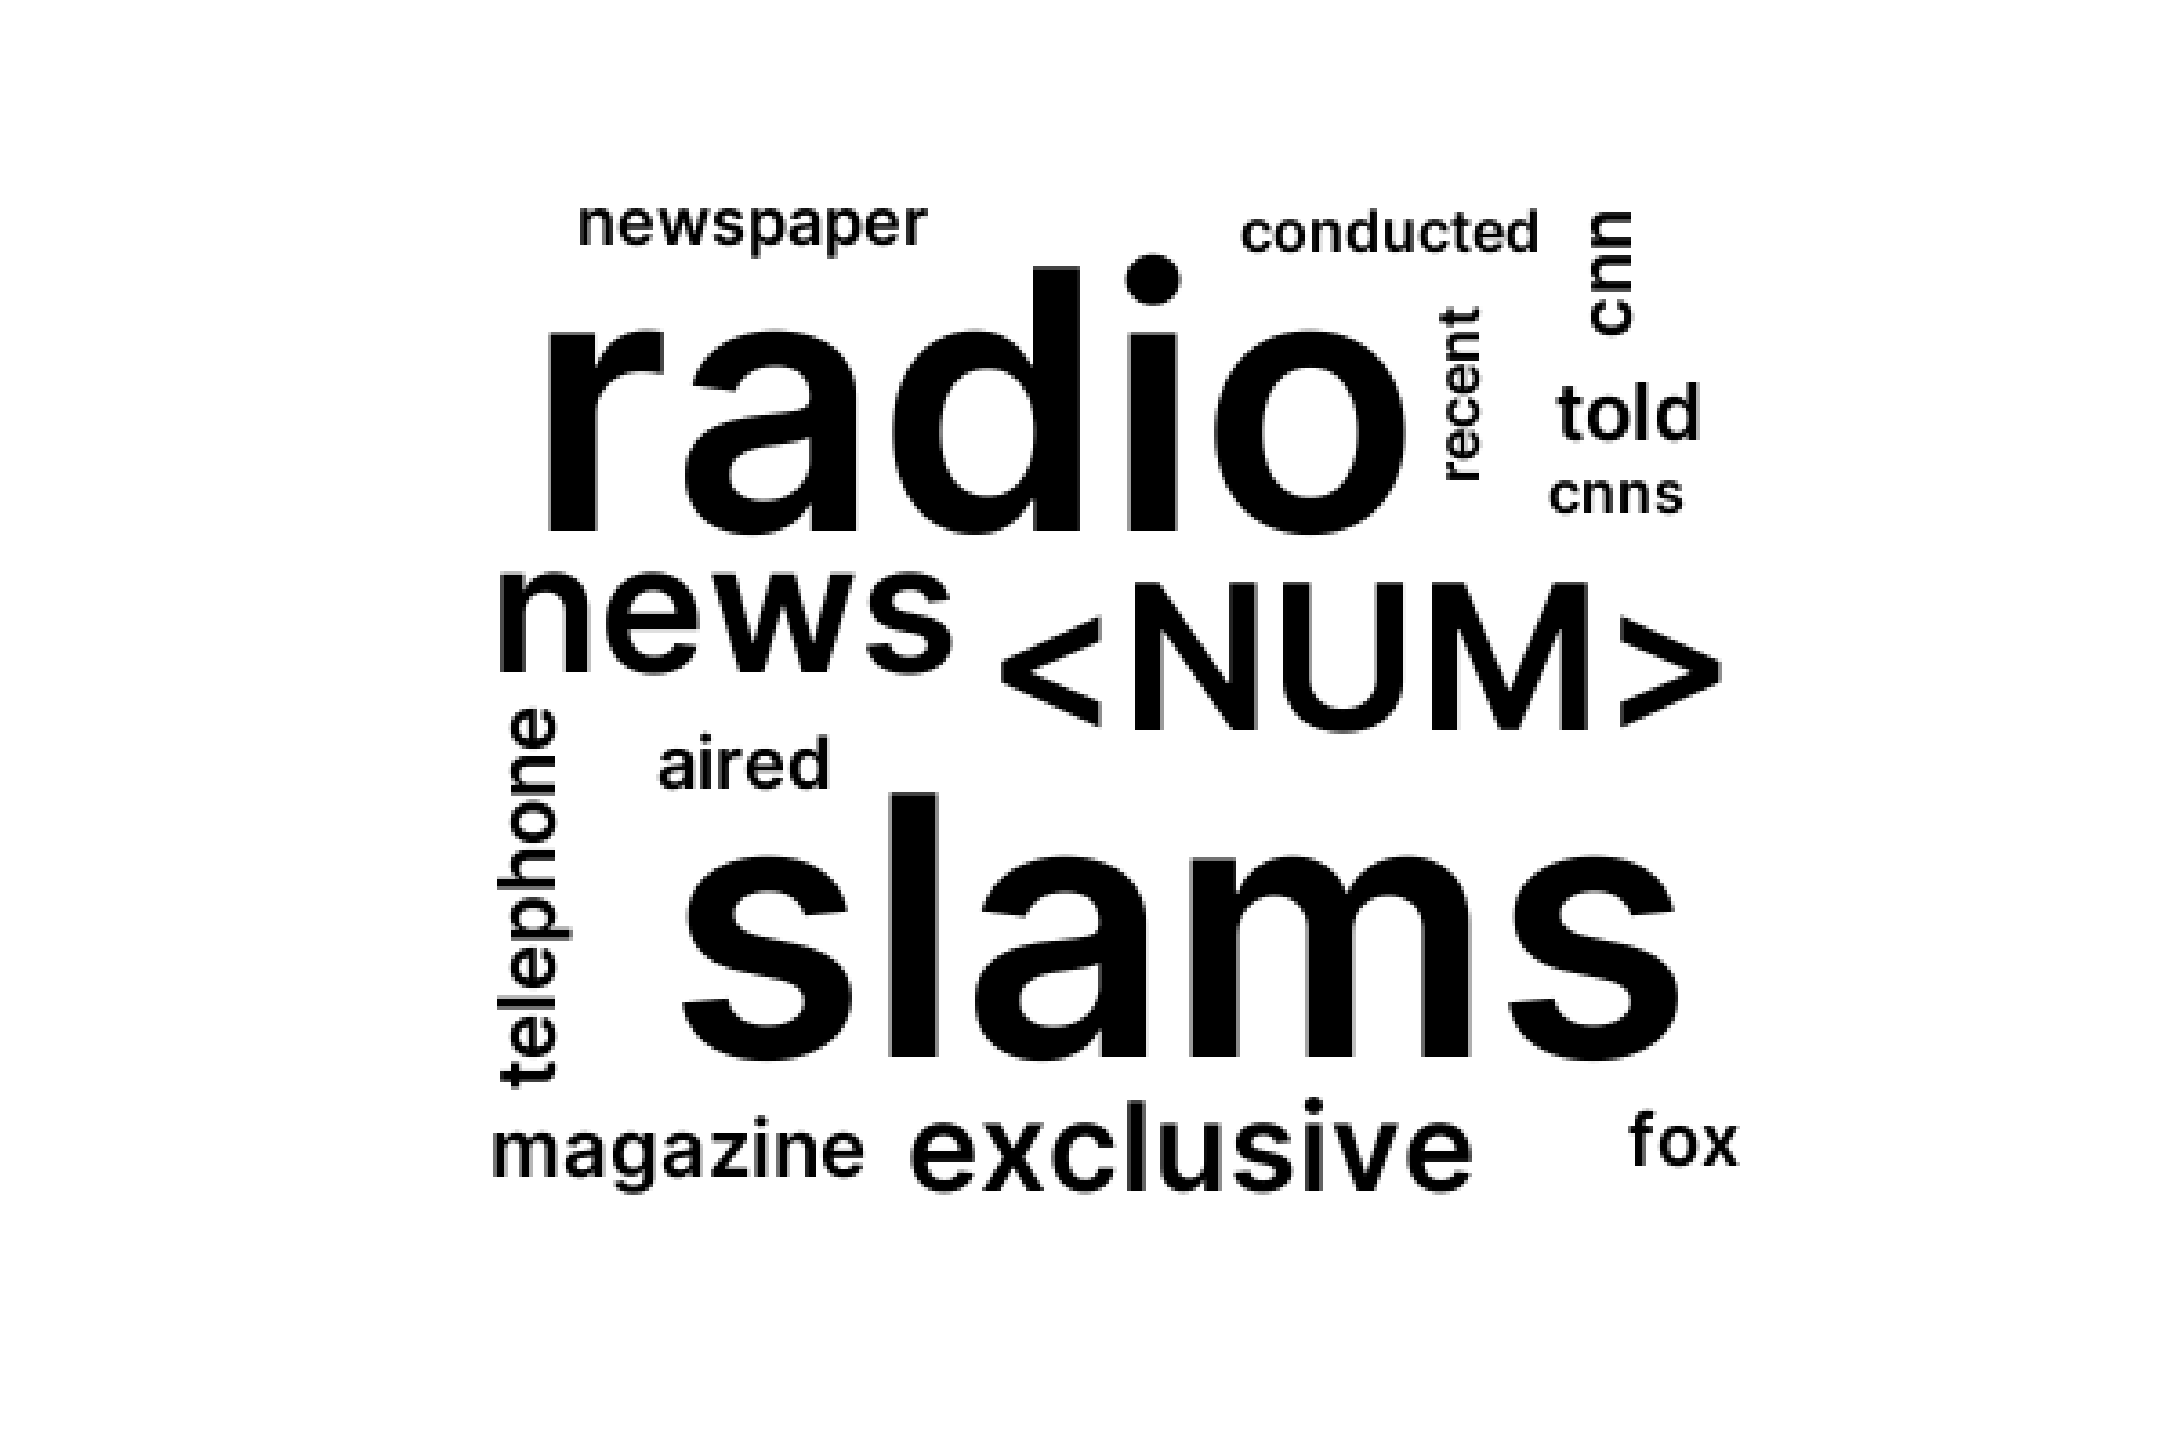 newspaper
conducted
cnn
radio
recent
told
cnns
news
<NUM>
telephone
aired
slams
magazine
exclusive
fox